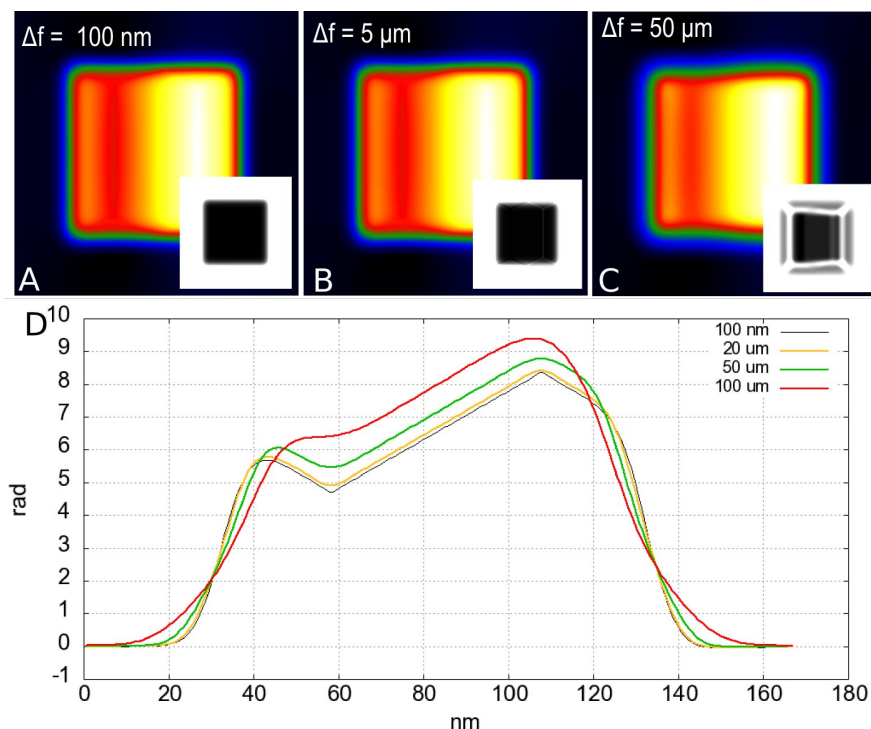 Δf = 100 nm
Δf = 5 μm
Δf = 50 μm
A
B
C
D
10
9
8
7
6
5
4
3
2
1
0
-1
rad
100 nm
20 um
50 um
100 um
0 20 40 60 80 100 120 140 160 180
nm